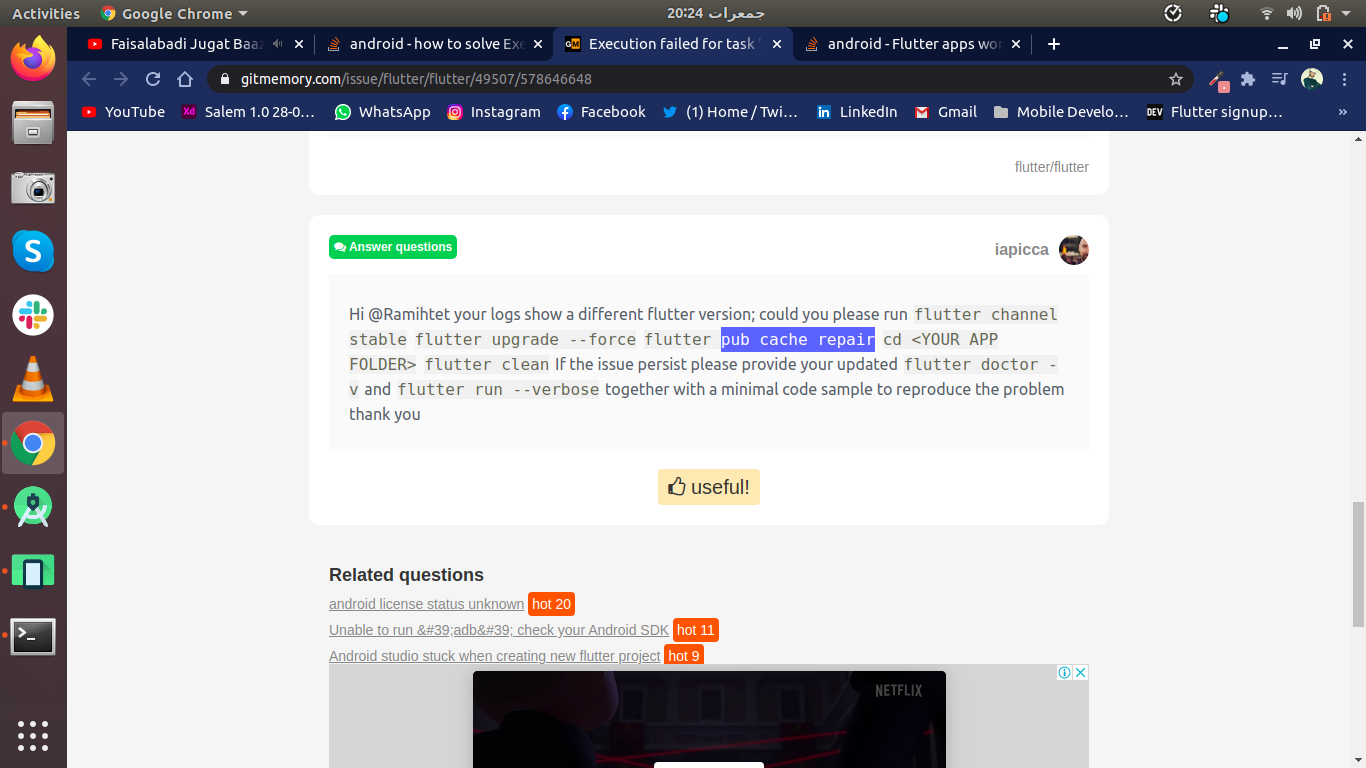 Activities Google Chrome جمعرات 20:24
Faisalabadi Jugat Baaz android - how to solve Exe Execution failed for task ': android - Flutter apps wor
gitmemory.com/issue/flutter/flutter/49507/578646648
YouTube Salem 1.0 28-0… WhatsApp Instagram Facebook (1) Home / Twi… LinkedIn Gmail Mobile Develo… DEV Flutter signup… »
flutter/flutter
Answer questions iapicca
Hi @Ramihtet your logs show a different flutter version; could you please run flutter channel
stable flutter upgrade --force flutter pub cache repair cd <YOUR APP
FOLDER> flutter clean If the issue persist please provide your updated flutter doctor -
v and flutter run --verbose together with a minimal code sample to reproduce the problem
thank you
useful!
Related questions
android license status unknown hot 20
Unable to run &#39;adb&#39; check your Android SDK hot 11
Android studio stuck when creating new flutter project hot 9
NETFLIX